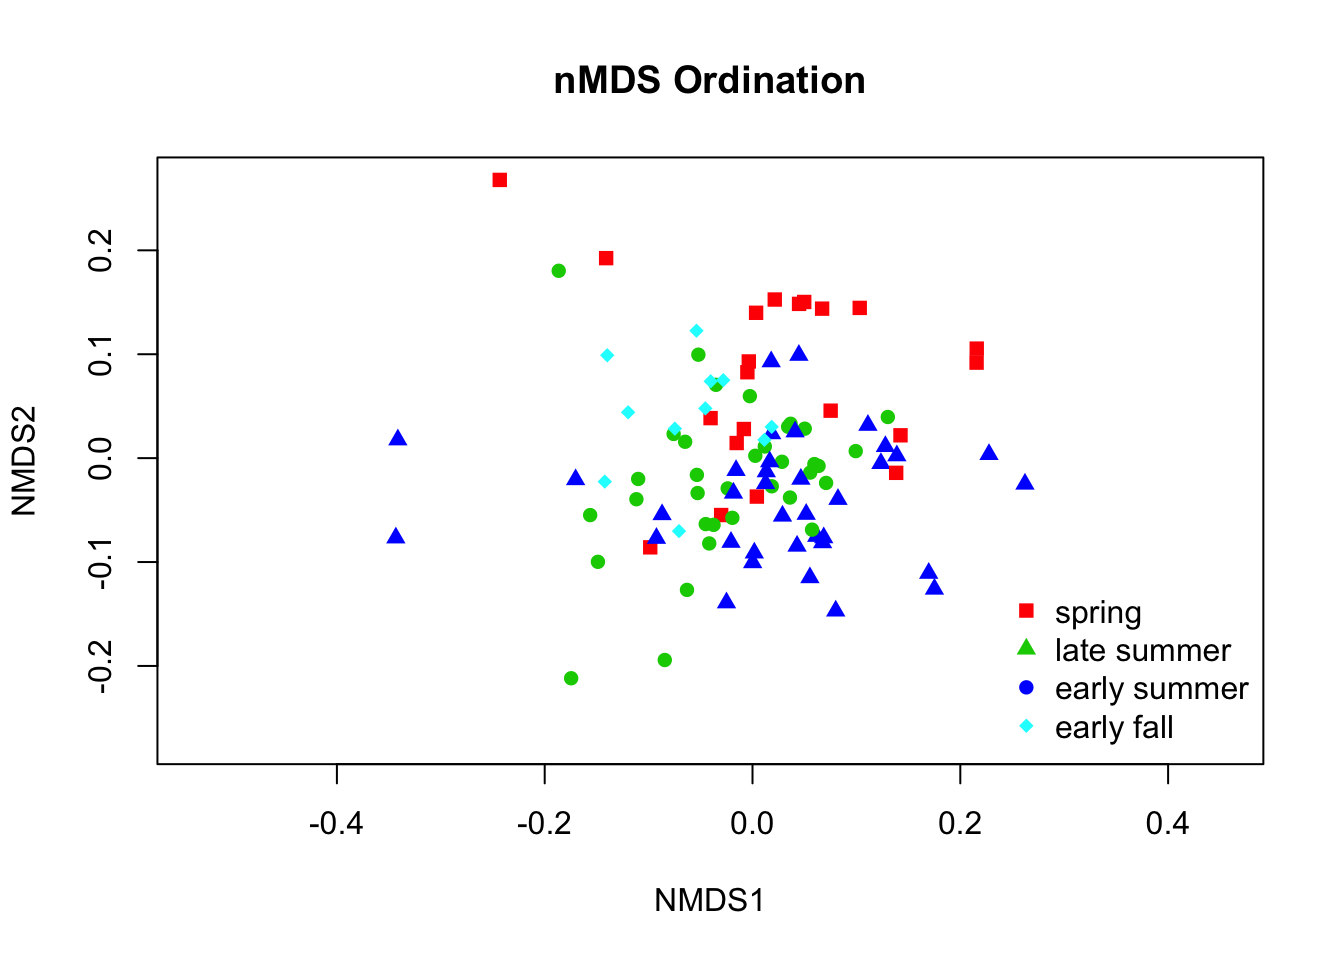 nMDS Ordination
0.2
0.1
0.0
-0.1
-0.2
NMDS2
spring
late summer
early summer
early fall
-0.4
-0.2
0.0
0.2
0.4
NMDS1